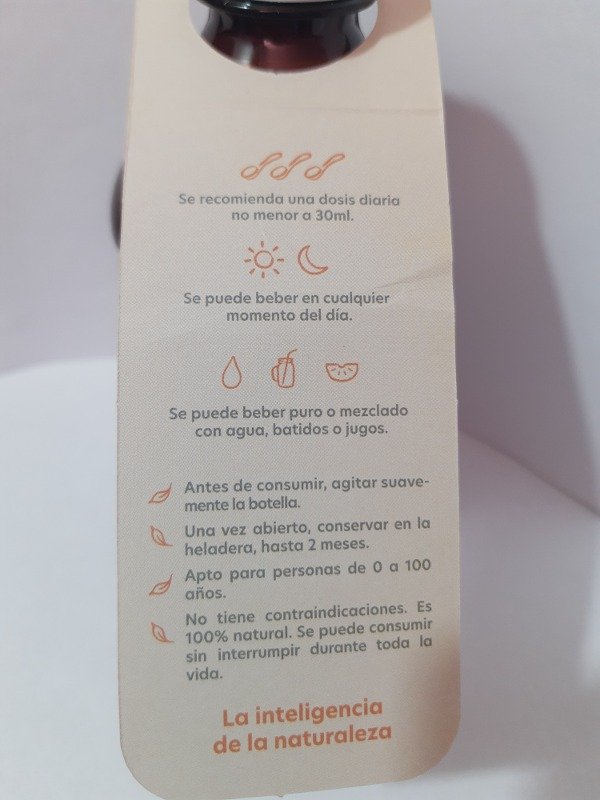 Se recomienda una dosis diaria
no menor a 30ml.
Se puede beber en cualquier
momento del día.
Se puede beber puro o mezclado
con agua, batidos o jugos.
Antes de consumir, agitar suave-
mente la botella.
Una vez abierto, conservar en la
heladera, hasta 2 meses.
Apto para personas de 0 a 100
años.
No tiene contraindicaciones. Es
100% natural. Se puede consumir
sin interrumpir durante toda la
vida.
La inteligencia
de la naturaleza